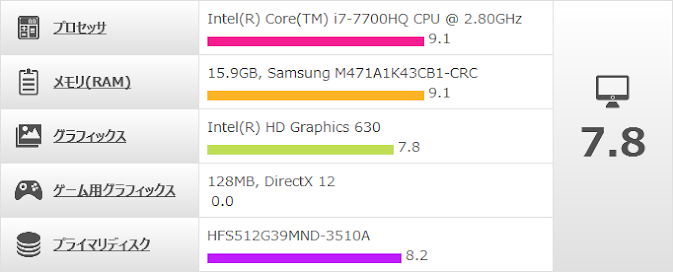 プロセッサ
Intel(R) Core(TM) i7-7700HQ CPU @ 2.80GHz
9.1
メモリ(RAM)
15.9GB, Samsung M471A1K43CB1-CRC
9.1
グラフィックス
Intel(R) HD Graphics 630
7.8
ゲーム用グラフィックス
128MB, DirectX 12
0.0
プライマリディスク
HFS512G39MND-3510A
8.2
7.8